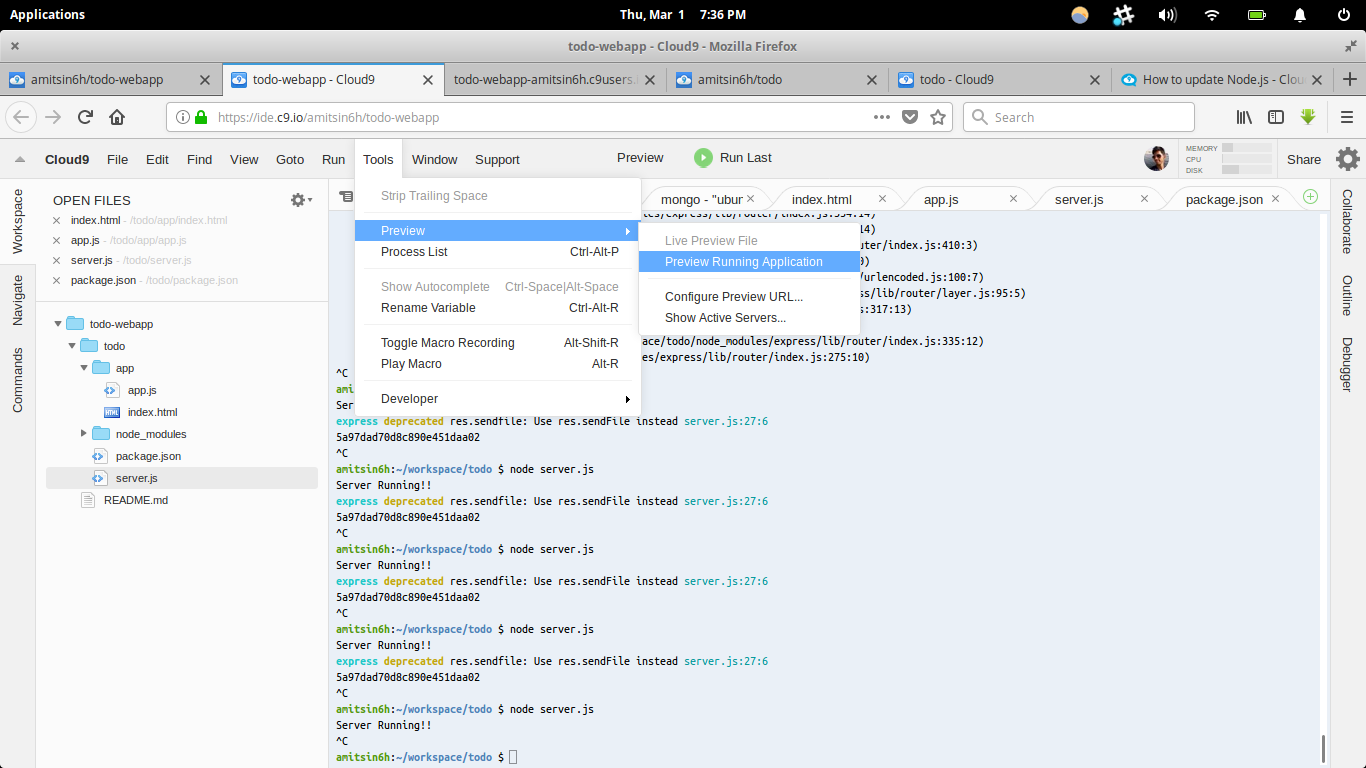 Applications
Thu, Mar 1 7:36 PM
todo-webapp - Cloud9 - Mozilla Firefox
amitsin6h/todo-webapp
todo-webapp - Cloud9
todo-webapp-amitsin6h.c9users.
amitsin6h/todo
todo - Cloud9
How to update Node.js - Clou
https://ide.c9.io/amitsin6h/todo-webapp
Search
Cloud9 File Edit Find View Goto Run Tools Window Support
Preview
Run Last
MEMORY
CPU
DISK
Share
Workspace
Navigate
Commands
OPEN FILES
index.html - /todo/app/index.html
app.js - /todo/app/app.js
server.js - /todo/server.js
package.json - /todo/package.json
todo-webapp
todo
app
app.js
index.html
node_modules
package.json
server.js
README.md
Strip Trailing Space
Preview
Process List Ctrl-Alt-P
Show Autocomplete Ctrl-Space|Alt-Space
Rename Variable Ctrl-Alt-R
Toggle Macro Recording Alt-Shift-R
Play Macro Alt-R
Developer
Live Preview File
Preview Running Application
Configure Preview URL...
Show Active Servers...
mongo - "ubur
index.html
app.js
server.js
package.json
les/express/lib/router/index.js:334:14)
14)
uter/index.js:410:3)
0)
/urlencoded.js:100:7)
ss/lib/router/layer.js:95:5)
s:317:13)
ace/todo/node_modules/express/lib/router/index.js:335:12)
es/express/lib/router/index.js:275:10)
^C
ami
Ser
express deprecated res.sendfile: Use res.sendFile instead server.js:27:6
5a97dad70d8c890e451daa02
^C
amitsin6h:~/workspace/todo $ node server.js
Server Running!!
express deprecated res.sendfile: Use res.sendFile instead server.js:27:6
5a97dad70d8c890e451daa02
^C
amitsin6h:~/workspace/todo $ node server.js
Server Running!!
express deprecated res.sendfile: Use res.sendFile instead server.js:27:6
5a97dad70d8c890e451daa02
^C
amitsin6h:~/workspace/todo $ node server.js
Server Running!!
express deprecated res.sendfile: Use res.sendFile instead server.js:27:6
5a97dad70d8c890e451daa02
^C
amitsin6h:~/workspace/todo $ node server.js
Server Running!!
^C
amitsin6h:~/workspace/todo $
Collaborate
Outline
Debugger